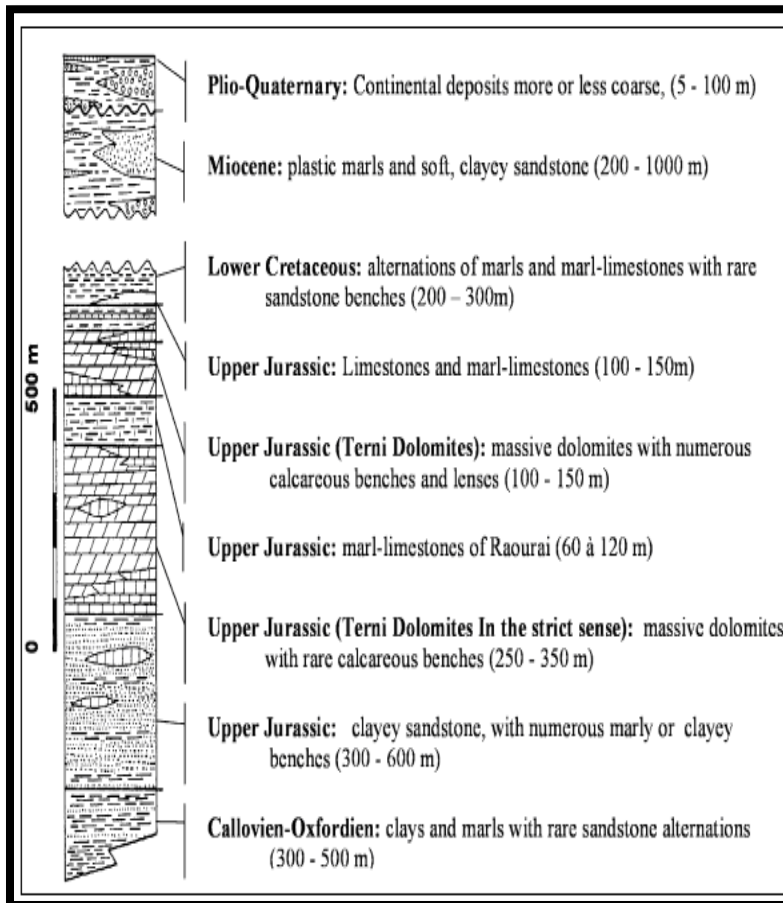 Plio-Quaternary: Continental deposits more or less coarse, (5 - 100 m)
Miocene: plastic marls and soft, clayey sandstone (200 - 1000 m)
Lower Cretaceous: alternations of marls and marl-limestones with rare
sandstone benches (200 – 300m)
Upper Jurassic: Limestones and marl-limestones (100 - 150m)
Upper Jurassic (Terni Dolomites): massive dolomites with numerous
calcareous benches and lenses (100 - 150 m)
Upper Jurassic: marl-limestones of Raourai (60 à 120 m)
Upper Jurassic (Terni Dolomites In the strict sense): massive dolomites
with rare calcareous benches (250 - 350 m)
Upper Jurassic: clayey sandstone, with numerous marly or clayey
benches (300 - 600 m)
Callovien-Oxfordien: clays and marls with rare sandstone alternations
(300 - 500 m)
500 m
0